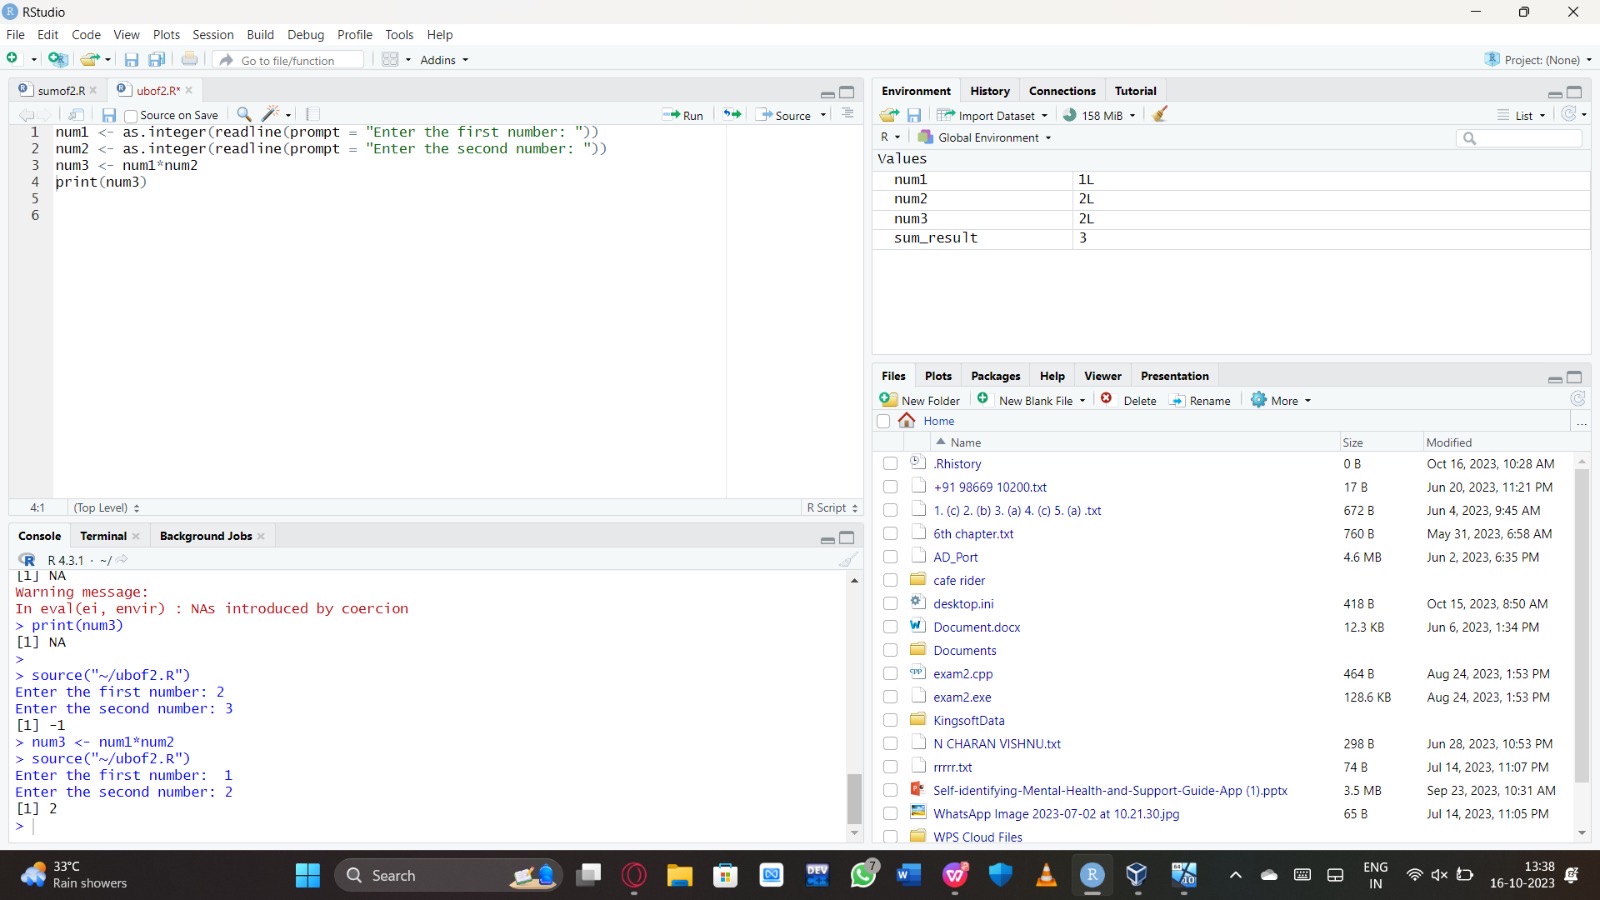 RStudio
File Edit Code View Plots Session Build Debug Profile Tools Help
Go to file/function Addins Project: (None)
sumof2.R ubof2.R*
Source on Save Run Source
1 num1 <- as.integer(readline(prompt = "Enter the first number: "))
2 num2 <- as.integer(readline(prompt = "Enter the second number: "))
3 num3 <- num1*num2
4 print(num3)
5
6
4:1 (Top Level) R Script
Console Terminal Background Jobs
R 4.3.1 · ~/
[1] NA
Warning message:
In eval(ei, envir) : NAs introduced by coercion
> print(num3)
[1] NA
>
> source("~/ubof2.R")
Enter the first number: 2
Enter the second number: 3
[1] -1
> num3 <- num1*num2
> source("~/ubof2.R")
Enter the first number:  1
Enter the second number: 2
[1] 2
>
Environment History Connections Tutorial
Import Dataset 158 MiB List
R Global Environment
Values
num1 1L
num2 2L
num3 2L
sum_result 3
Files Plots Packages Help Viewer Presentation
New Folder New Blank File Delete Rename More
Home ...
Name Size Modified
.Rhistory 0 B Oct 16, 2023, 10:28 AM
+91 98669 10200.txt 17 B Jun 20, 2023, 11:21 PM
1. (c) 2. (b) 3. (a) 4. (c) 5. (a) .txt 672 B Jun 4, 2023, 9:45 AM
6th chapter.txt 760 B May 31, 2023, 6:58 AM
AD_Port 4.6 MB Jun 2, 2023, 6:35 PM
cafe rider
desktop.ini 418 B Oct 15, 2023, 8:50 AM
Document.docx 12.3 KB Jun 6, 2023, 1:34 PM
Documents
exam2.cpp 464 B Aug 24, 2023, 1:53 PM
exam2.exe 128.6 KB Aug 24, 2023, 1:53 PM
KingsoftData
N CHARAN VISHNU.txt 298 B Jun 28, 2023, 10:53 PM
rrrrr.txt 74 B Jul 14, 2023, 11:07 PM
Self-identifying-Mental-Health-and-Support-Guide-App (1).pptx 3.5 MB Sep 23, 2023, 10:31 AM
WhatsApp Image 2023-07-02 at 10.21.30.jpg 65 B Jul 14, 2023, 11:05 PM
WPS Cloud Files
33°C
Rain showers
Search
DEV
7
ENG
IN
13:38
16-10-2023